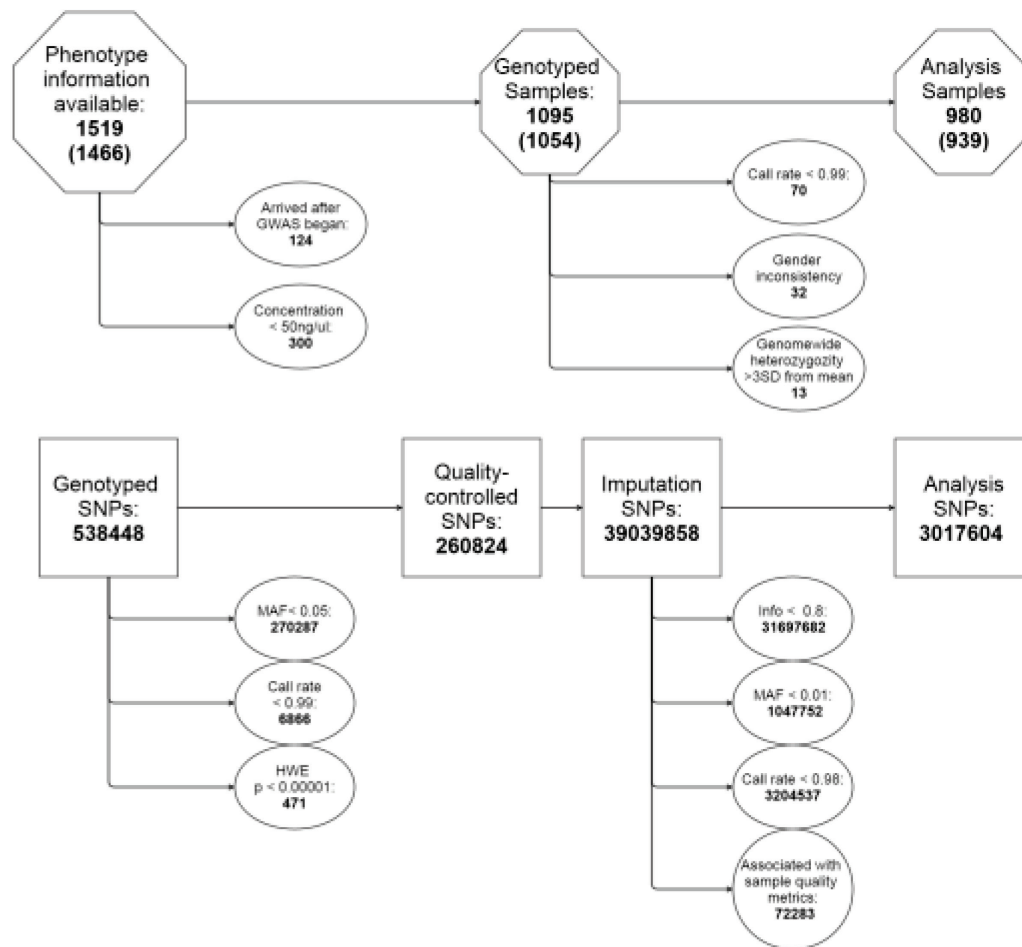 Phenotype
information
available:
1519
(1466)
Genotyped
Samples:
1095
(1054)
Analysis
Samples
980
(939)
Arrived after
GWAS began:
124
Concentration
< 50ng/ul:
300
Call rate < 0.99:
70
Gender
inconsistency
32
Genomewide
heterozygozity
>3SD from mean
13
Genotyped
SNPs:
538448
Quality-
controlled
SNPs:
260824
Imputation
SNPs:
39039858
Analysis
SNPs:
3017604
MAF< 0.05:
270287
Call rate
< 0.99:
6866
HWE
p < 0.00001:
471
Info < 0.8:
31697682
MAF < 0.01:
1047752
Call rate < 0.98:
3204537
Associated with
sample quality
metrics:
72283